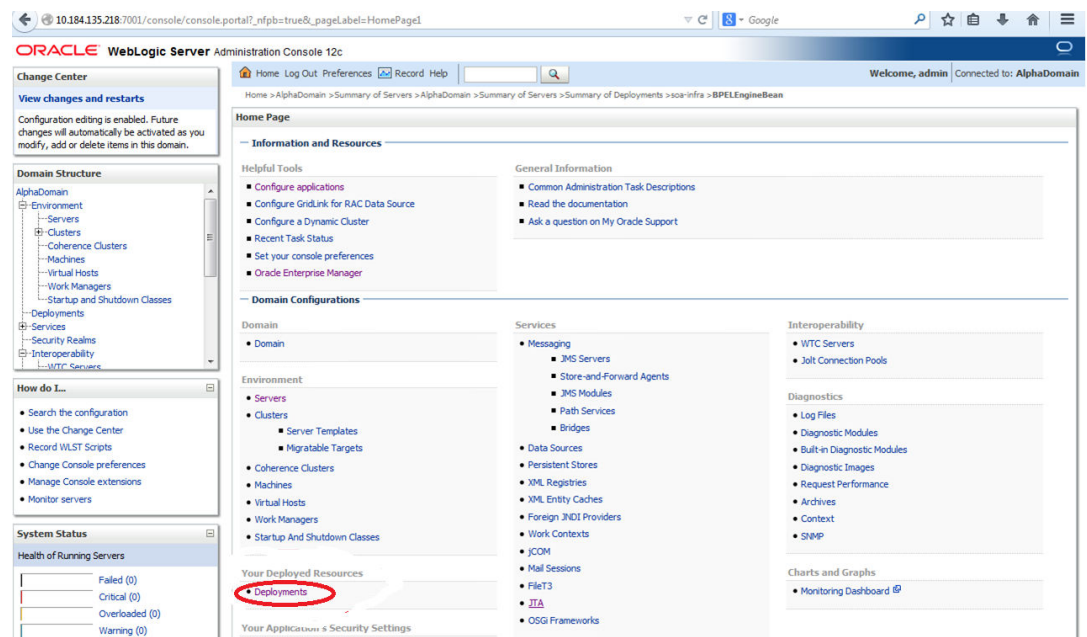 10.184.135.218:7001/console/console.portal?_nfpb=true&_pageLabel=HomePage1
Google
ORACLE WebLogic Server Administration Console 12c
Change Center
View changes and restarts
Configuration editing is enabled. Future
changes will automatically be activated as you
modify, add or delete items in this domain.
Domain Structure
AlphaDomain
Environment
Servers
Clusters
Coherence Clusters
Machines
Virtual Hosts
Work Managers
Startup and Shutdown Classes
Deployments
Services
Security Realms
Interoperability
WTC Servers
How do I...
Search the configuration
Use the Change Center
Record WLST Scripts
Change Console preferences
Manage Console extensions
Monitor servers
System Status
Health of Running Servers
Failed (0)
Critical (0)
Overloaded (0)
Warning (0)
Home Log Out Preferences Record Help
Welcome, admin Connected to: AlphaDomain
Home >AlphaDomain >Summary of Servers >AlphaDomain >Summary of Servers >Summary of Deployments >soa-infra >BPELEngineBean
Home Page
Information and Resources
Helpful Tools
Configure applications
Configure GridLink for RAC Data Source
Configure a Dynamic Cluster
Recent Task Status
Set your console preferences
Oracle Enterprise Manager
General Information
Common Administration Task Descriptions
Read the documentation
Ask a question on My Oracle Support
Domain Configurations
Domain
Domain
Environment
Servers
Clusters
Server Templates
Migratable Targets
Coherence Clusters
Machines
Virtual Hosts
Work Managers
Startup And Shutdown Classes
Your Deployed Resources
Deployments
Your Application's Security Settings
Services
Messaging
JMS Servers
Store-and-Forward Agents
JMS Modules
Path Services
Bridges
Data Sources
Persistent Stores
XML Registries
XML Entity Caches
Foreign JNDI Providers
Work Contexts
jCOM
Mail Sessions
FileT3
JTA
OSGi Frameworks
Interoperability
WTC Servers
Jolt Connection Pools
Diagnostics
Log Files
Diagnostic Modules
Built-in Diagnostic Modules
Diagnostic Images
Request Performance
Archives
Context
SNMP
Charts and Graphs
Monitoring Dashboard